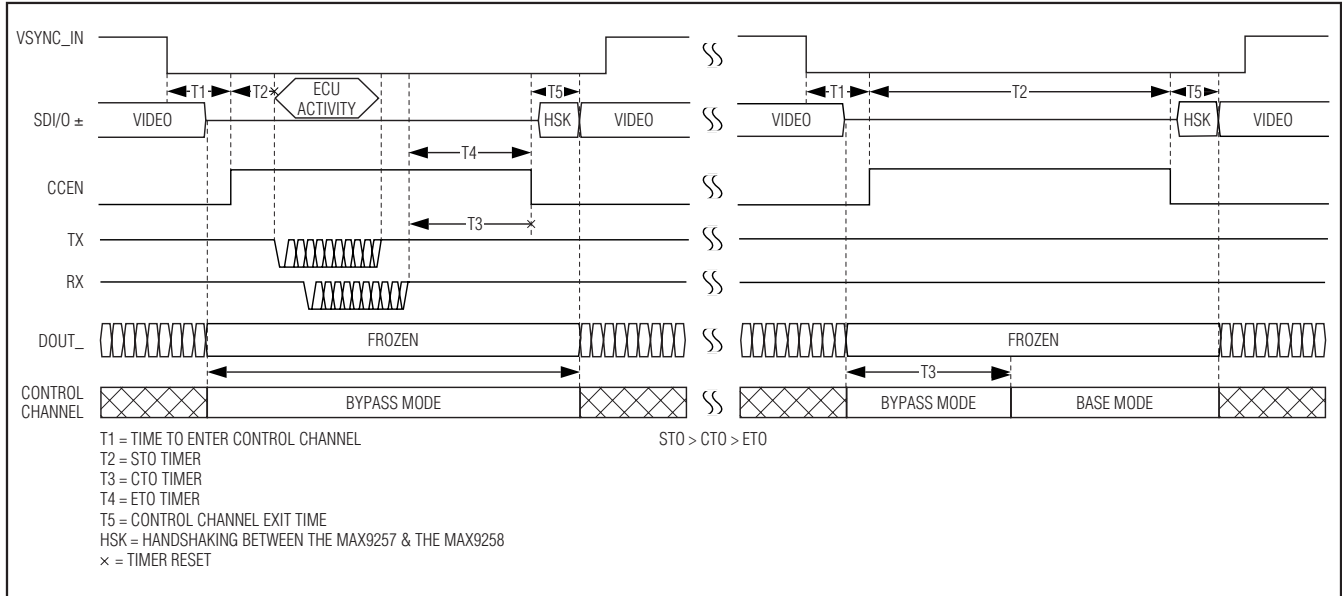 VSYNC_IN
T1 T2 ECU ACTIVITY T5 T1 T2 T5
SDI/O ± VIDEO HSK VIDEO VIDEO HSK VIDEO
T4
CCEN
T3
TX
RX
DOUT_ FROZEN FROZEN
T3
CONTROL CHANNEL BYPASS MODE BYPASS MODE BASE MODE
T1 = TIME TO ENTER CONTROL CHANNEL STO > CTO > ETO
T2 = STO TIMER
T3 = CTO TIMER
T4 = ETO TIMER
T5 = CONTROL CHANNEL EXIT TIME
HSK = HANDSHAKING BETWEEN THE MAX9257 & THE MAX9258
× = TIMER RESET